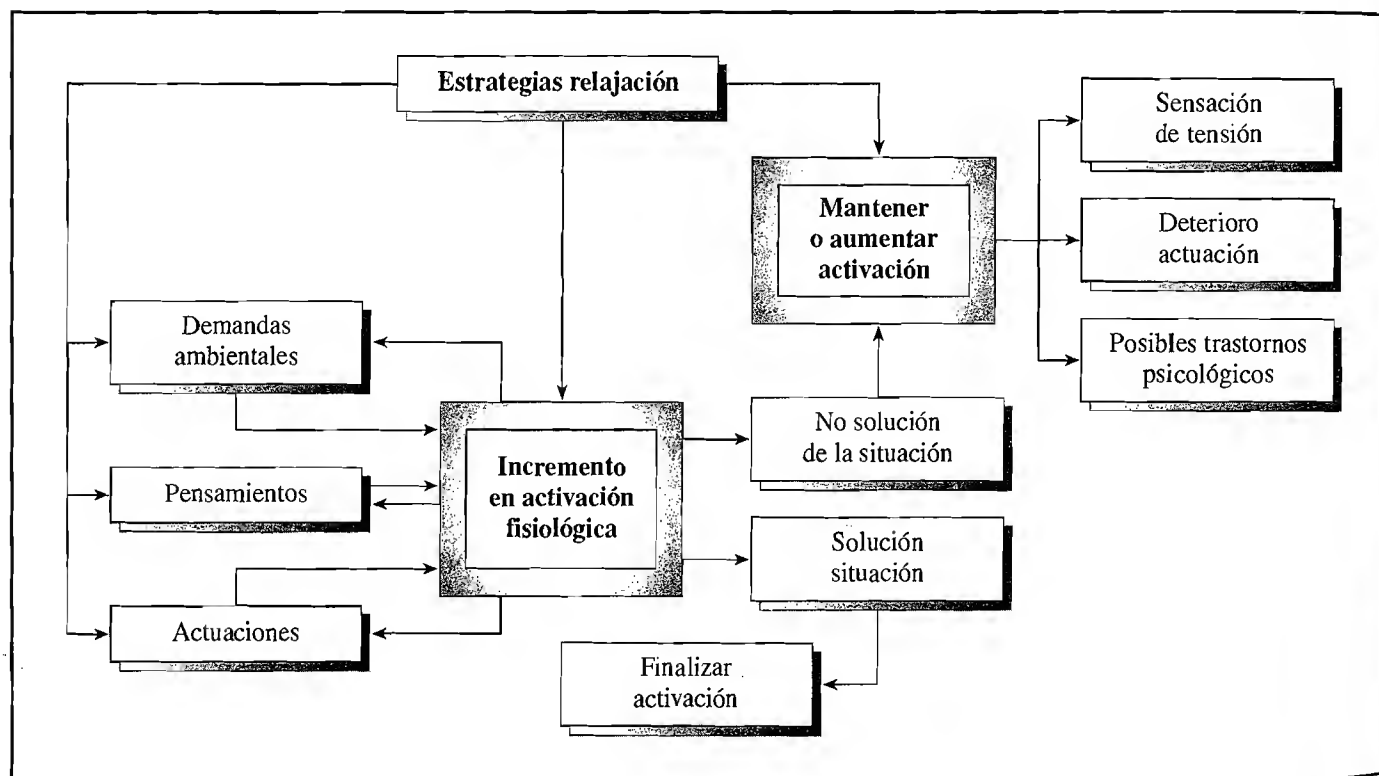 Estrategias relajación
Sensación
de tensión
Mantener
o aumentar
activación
Deterioro
actuación
Posibles trastornos
psicológicos
Demandas
ambientales
Pensamientos
Actuaciones
Incremento
en activación
fisiológica
No solución
de la situación
Solución
situación
Finalizar
activación